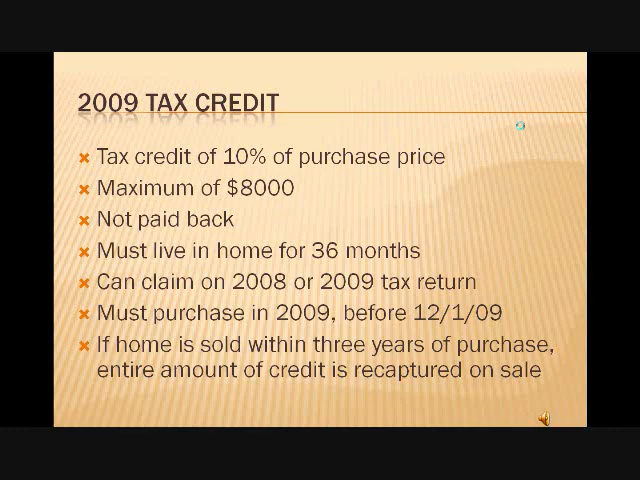 2009 TAX CREDIT
Tax credit of 10% of purchase price
Maximum of $8000
Not paid back
Must live in home for 36 months
Can claim on 2008 or 2009 tax return
Must purchase in 2009, before 12/1/09
If home is sold within three years of purchase,
entire amount of credit is recaptured on sale